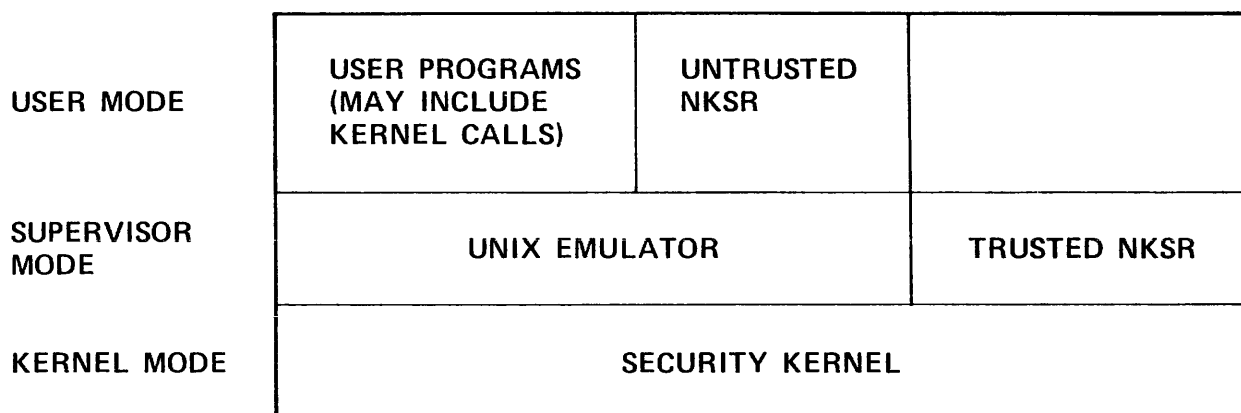 USER MODE
USER PROGRAMS
(MAY INCLUDE
KERNEL CALLS)
UNTRUSTED
NKSR
SUPERVISOR
MODE
UNIX EMULATOR
TRUSTED NKSR
KERNEL MODE
SECURITY KERNEL